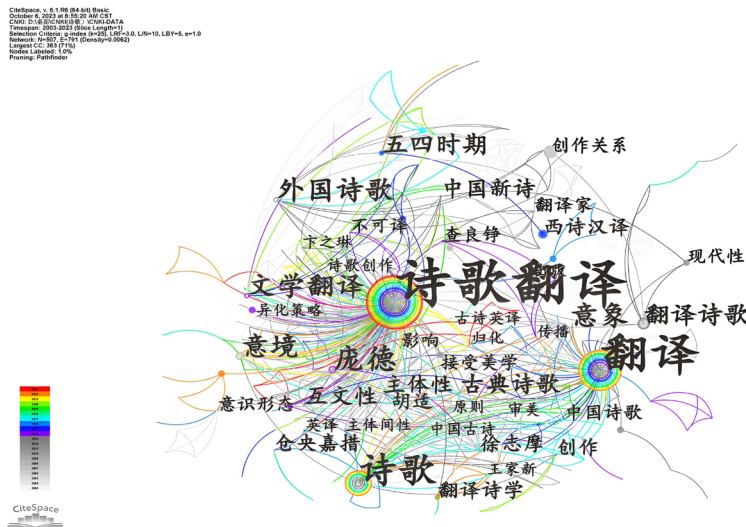 CiteSpace, v. 6.1.R6 (64-bit) Basic
October 6, 2023 at 8:55:20 AM CST
Timespan: 2003-2023 (Slice Length=1)
Selection Criteria: g-index (k=25), LRF=3.0, L/N=10, LBY=5, e=1.0
Network: N=507, E=791 (Density=0.0062)
Largest CC: 363 (71%)
Nodes Labeled: 1.0%
Pruning: Pathfinder
五四时期
创作关系
外国诗歌
中国新诗
翻译家
不可译
查良铮
西诗汉译
卞之琳
现代性
诗歌创作
诗歌翻译
文学翻译
异化策略
古诗英译
意象
翻译诗歌
传播
影响
归化
意境
庞德
接受美学
翻译
主体性
古典诗歌
互文性
胡适
意识形态
原则
审美
中国诗歌
英译
主体间性
中国古诗
仓央嘉措
徐志摩
创作
诗歌
王家新
翻译诗学
CiteSpace